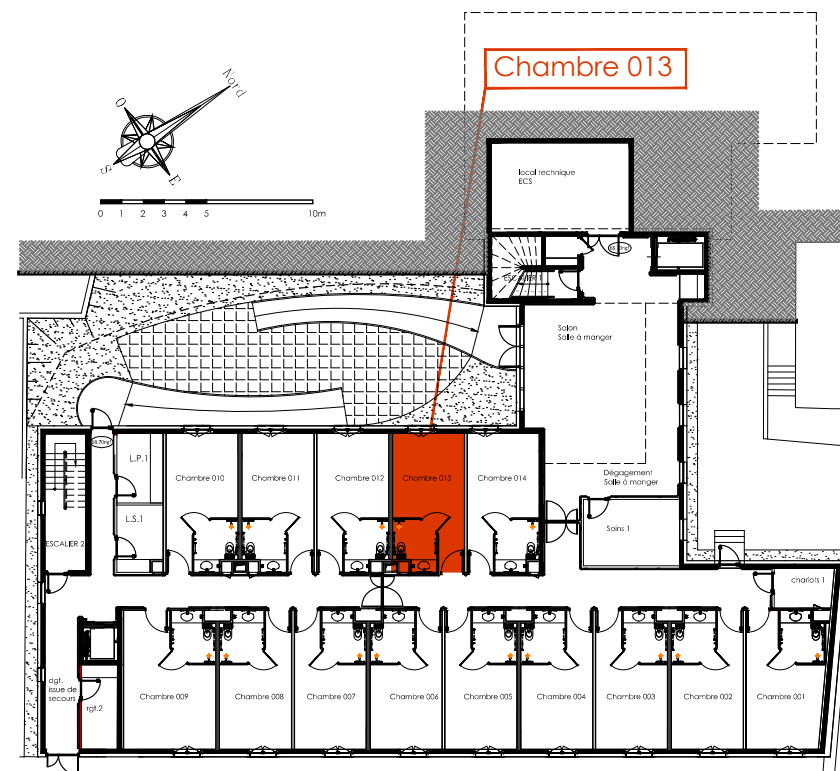 Chambre 013
Nord
O
S
E
0 1 2 3 4 5 10m
local technique
ECS
ESCALIER 1
Salon
Salle à manger
L.P.1
Chambre 010
Chambre 011
Chambre 012
Chambre 013
Chambre 014
Dégagement
Salle à manger
L.S.1
Soins 1
ESCALIER 2
chariots 1
dgt.
issue de
secours
rgt.2
Chambre 009
Chambre 008
Chambre 007
Chambre 006
Chambre 005
Chambre 004
Chambre 003
Chambre 002
Chambre 001